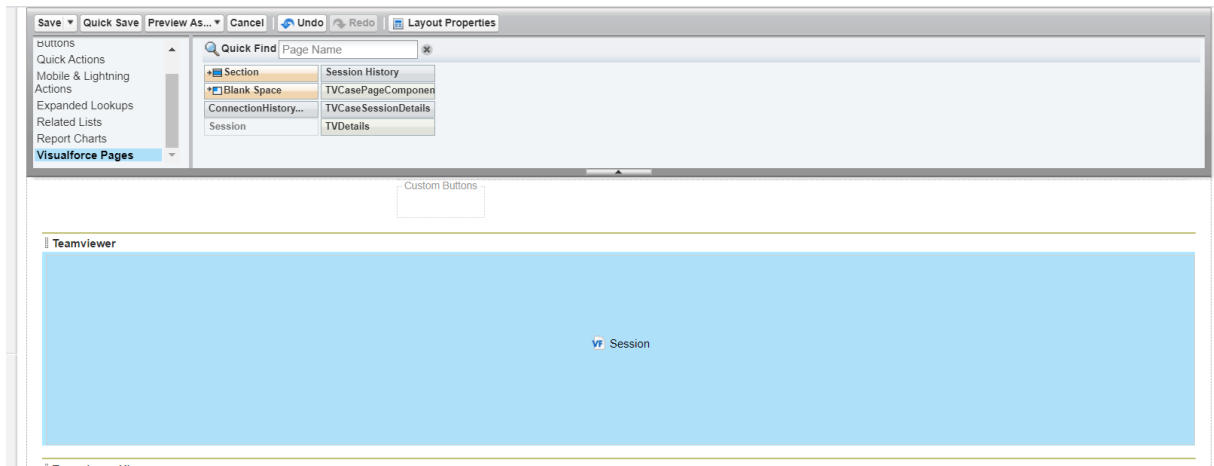 Save Quick Save Preview As... Cancel Undo Redo Layout Properties
Buttons
Quick Actions
Mobile & Lightning
Actions
Expanded Lookups
Related Lists
Report Charts
Visualforce Pages
Quick Find Page Name
Section Session History
Blank Space TVCasePageComponen
ConnectionHistory... TVCaseSessionDetails
Session TVDetails
Custom Buttons
Teamviewer
VF Session